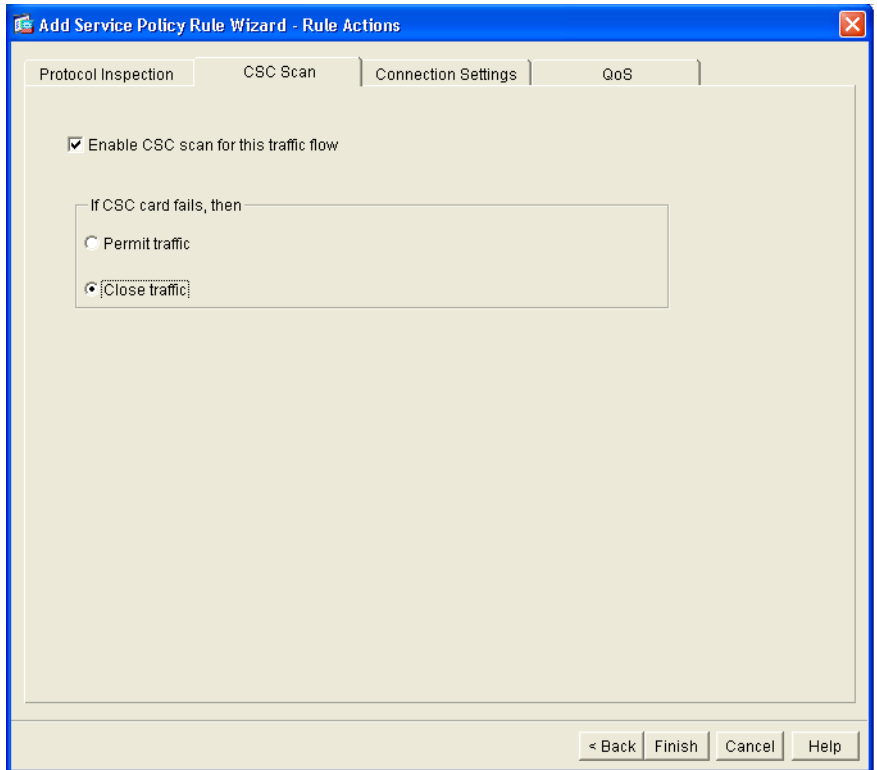 Add Service Policy Rule Wizard - Rule Actions
Protocol Inspection CSC Scan Connection Settings QoS
Enable CSC scan for this traffic flow
If CSC card fails, then
Permit traffic
Close traffic
< Back Finish Cancel Help